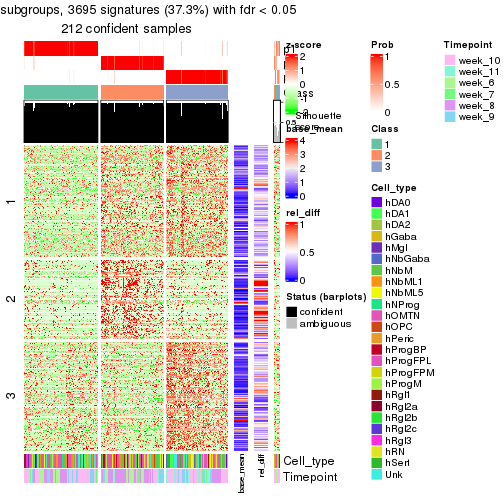 subgroups, 3695 signatures (37.3%) with fdr < 0.05
212 confident samples
p1
z-score
2
1
0
-1
-2
Silhouette
score
0.5
base_mean
4
3
2
1
0
rel_diff
1
0.5
0
Status (barplots)
confident
ambiguous
Prob
1
0.5
0
Class
1
2
3
Cell_type
hDA0
hDA1
hDA2
hGaba
hMgl
hNbGaba
hNbM
hNbML1
hNbML5
hNProg
hOMTN
hOPC
hPeric
hProgBP
hProgFPL
hProgFPM
hProgM
hRgl1
hRgl2a
hRgl2b
hRgl2c
hRgl3
hRN
hSert
Unk
Timepoint
week_10
week_11
week_6
week_7
week_8
week_9
1
2
3
Cell_type
Timepoint
base_mean
rel_diff